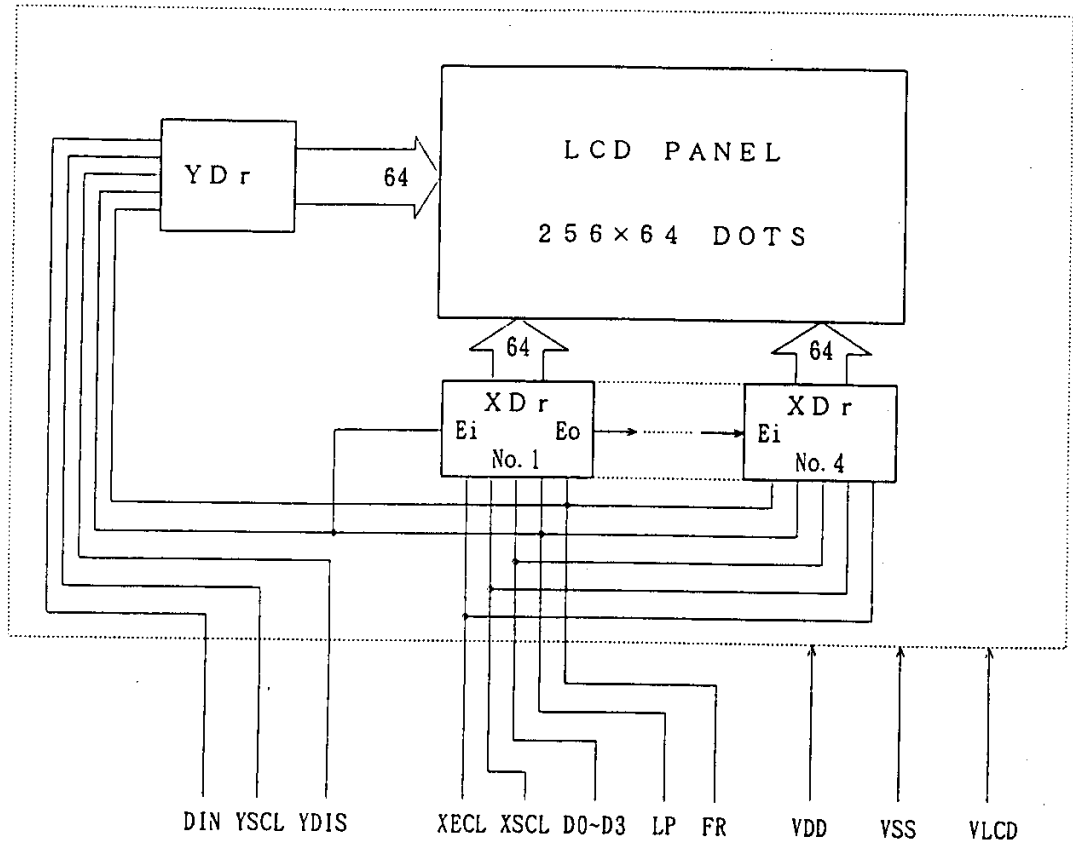 LCD PANEL
256×64 DOTS
YDr
64
64
64
XDr
Ei Eo
No.1
XDr
Ei
No.4
DIN YSCL YDIS XECL XSCL D0~D3 LP FR VDD VSS VLCD